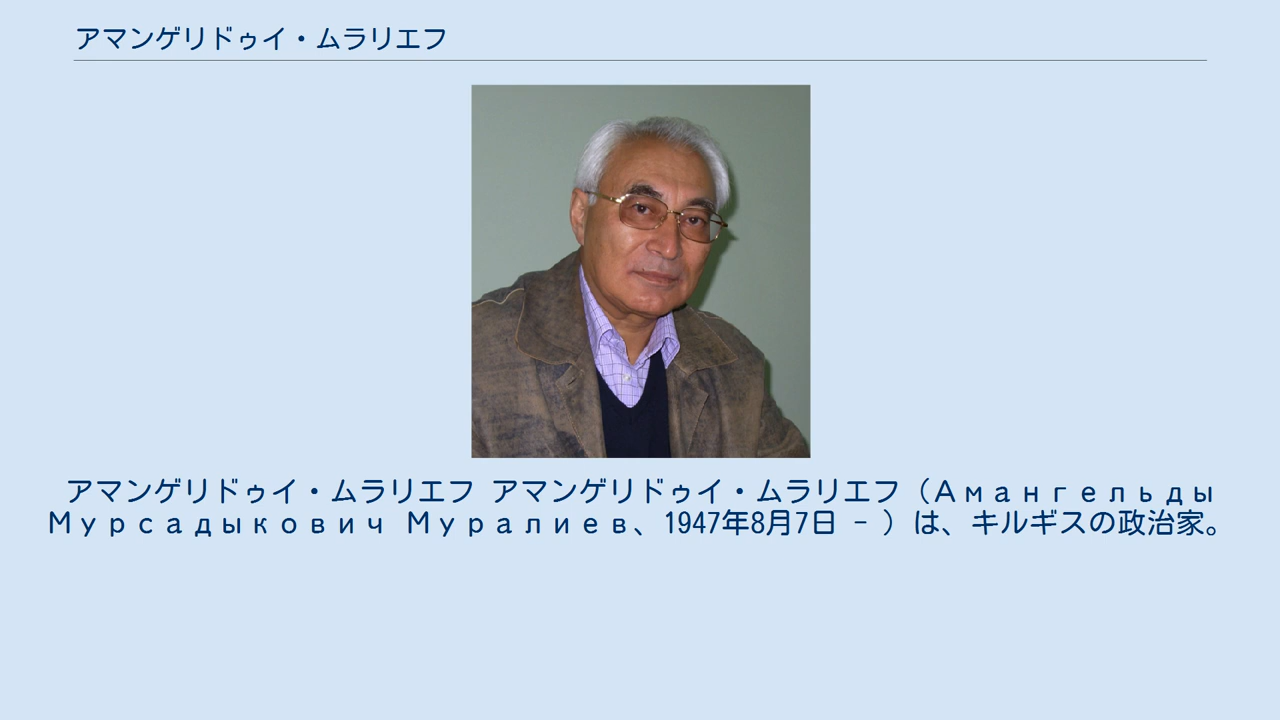 アマンゲリドゥイ・ムラリエフ
アマンゲリドゥイ・ムラリエフ アマンゲリドゥイ・ムラリエフ（Амангельды
Мурсадыкович Муралиев、1947年8月7日 - ）は、キルギスの政治家。